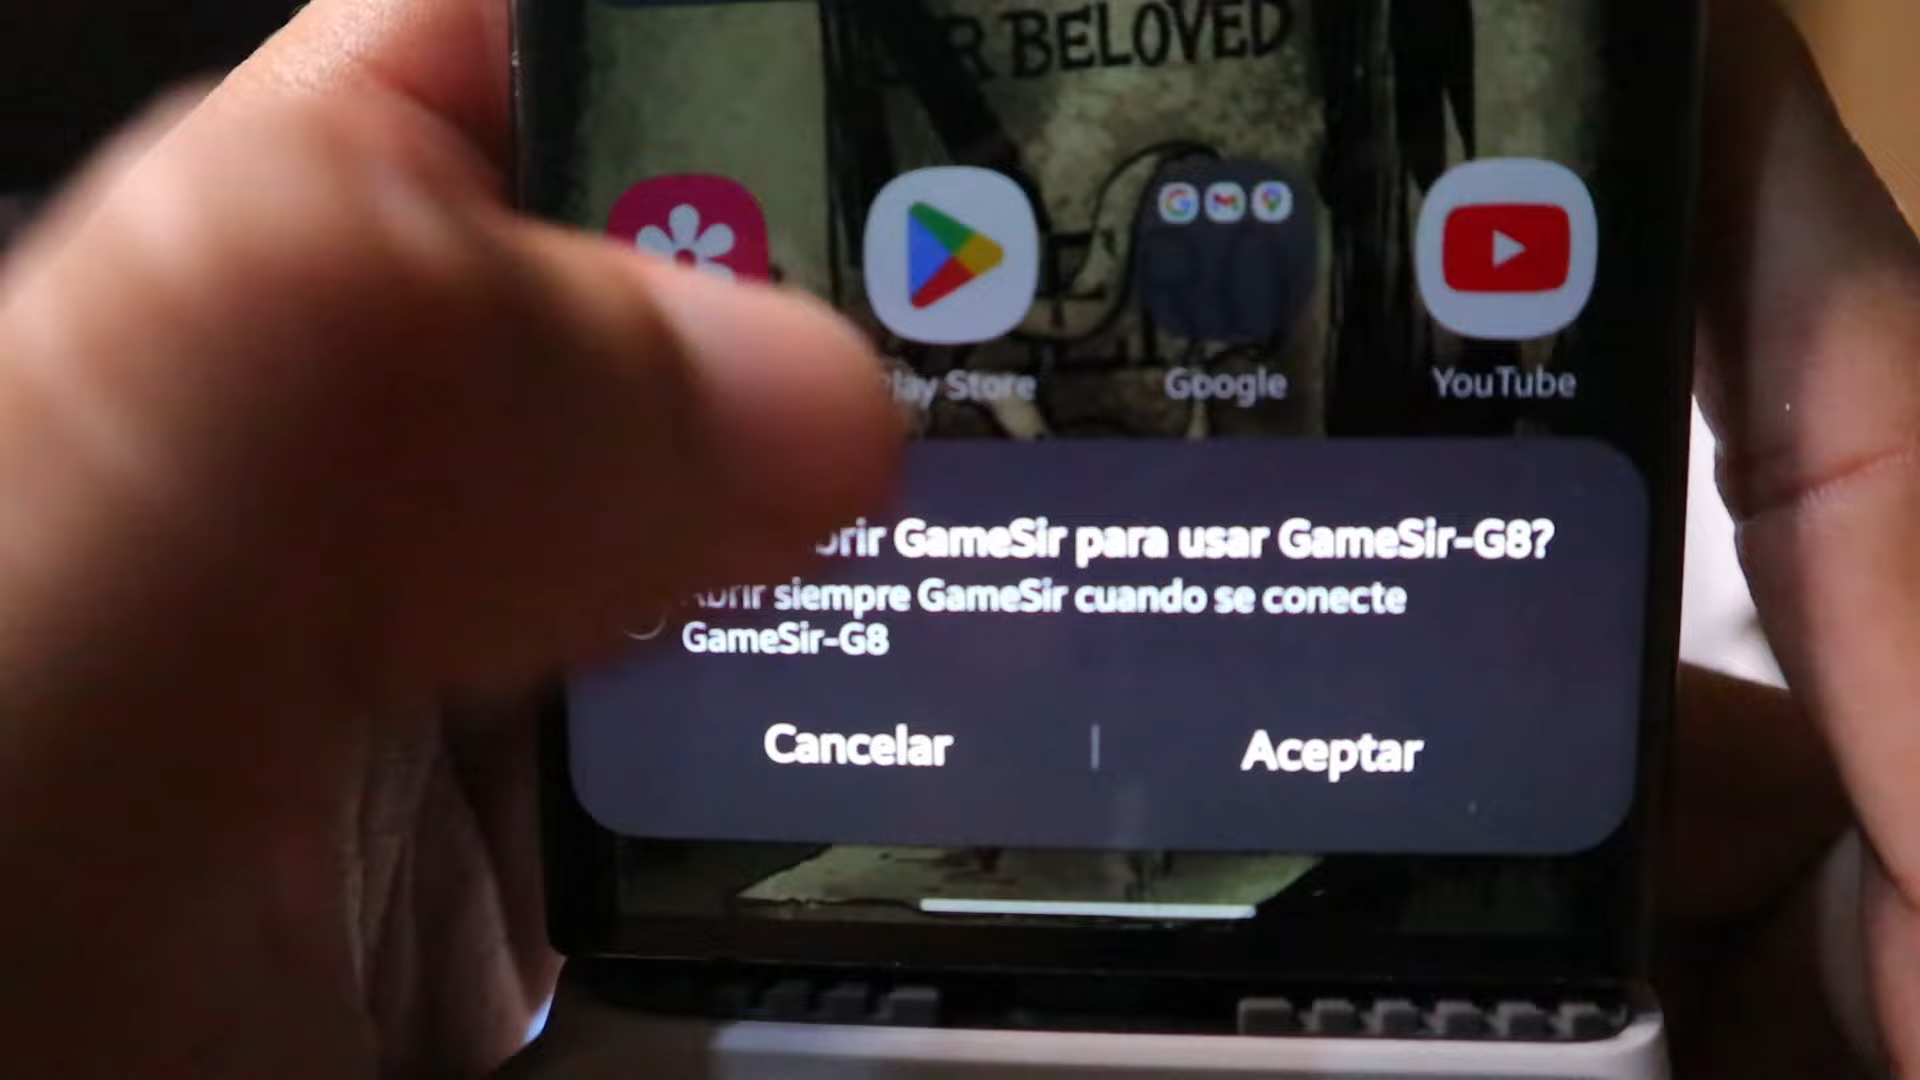 R BELOVED
Play Store
Google
YouTube
brir GameSir para usar GameSir-G8?
Abrir siempre GameSir cuando se conecte
GameSir-G8
Cancelar
Aceptar